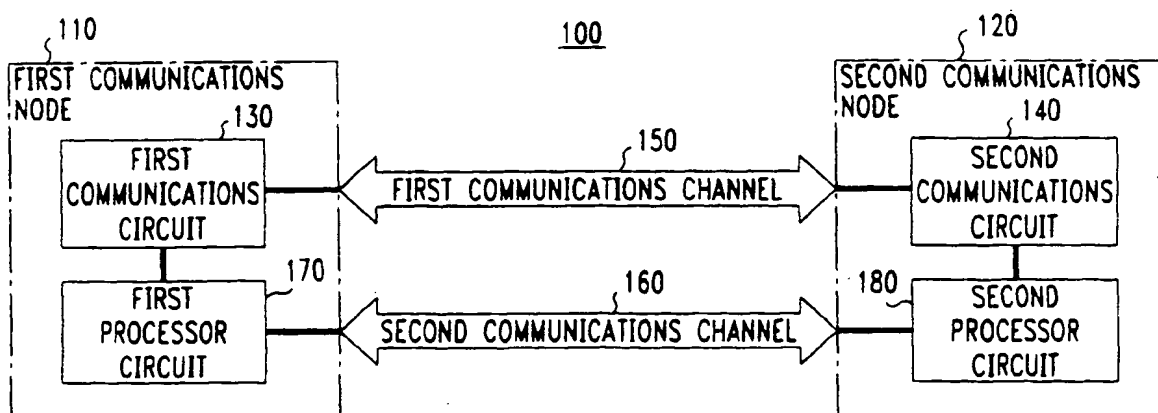 110
100
120
FIRST COMMUNICATIONS
NODE
SECOND COMMUNICATIONS
NODE
130
140
FIRST
COMMUNICATIONS
CIRCUIT
150
FIRST COMMUNICATIONS CHANNEL
SECOND
COMMUNICATIONS
CIRCUIT
170
160
180
FIRST
PROCESSOR
CIRCUIT
SECOND COMMUNICATIONS CHANNEL
SECOND
PROCESSOR
CIRCUIT